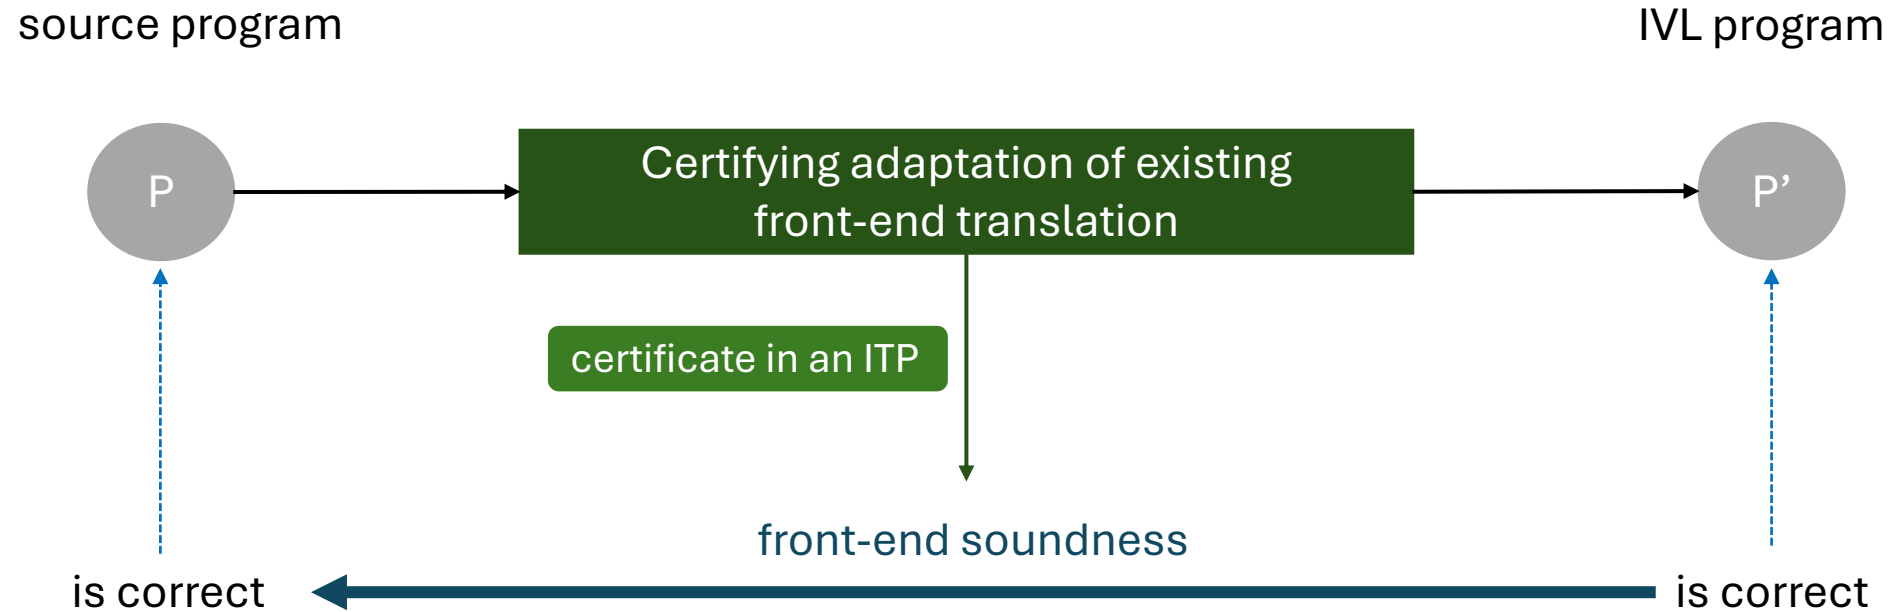 source program
IVL program
P
Certifying adaptation of existing
front-end translation
P’
certificate in an ITP
front-end soundness
is correct
is correct